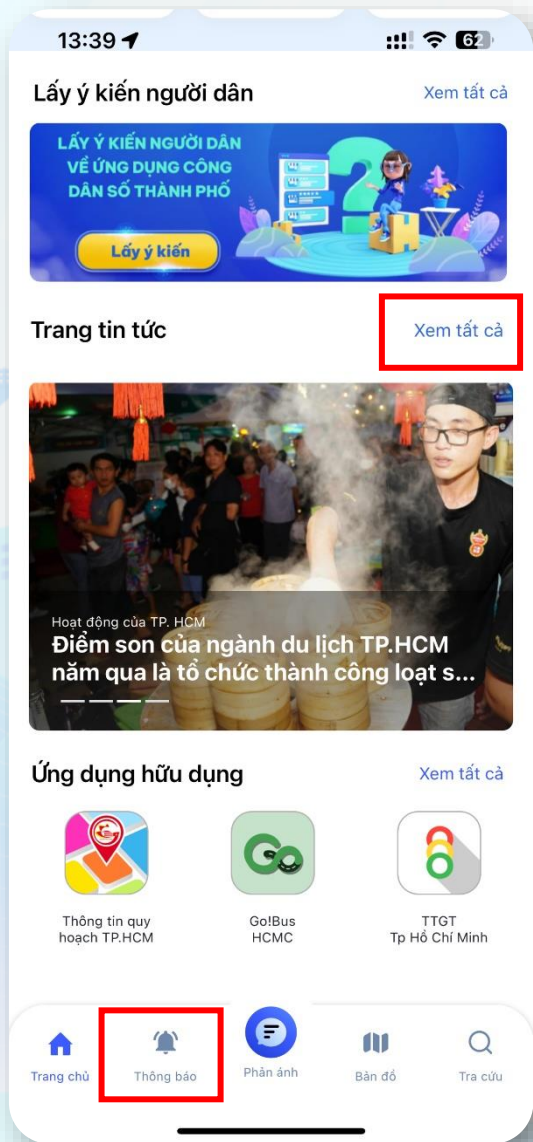 13:39
62
Lấy ý kiến người dân
Xem tất cả
LẤY Ý KIẾN NGƯỜI DÂN
VỀ ỨNG DỤNG CÔNG
DÂN SỐ THÀNH PHỐ
Lấy ý kiến
Trang tin tức
Xem tất cả
Hoạt động của TP. HCM
Điểm son của ngành du lịch TP.HCM
năm qua là tổ chức thành công loạt s...
Ứng dụng hữu dụng
Xem tất cả
Go
Thông tin quy
hoạch TP.HCM
Go!Bus
HCMC
TTGT
Tp Hồ Chí Minh
Trang chủ
Thông báo
Phản ánh
Bản đồ
Tra cứu